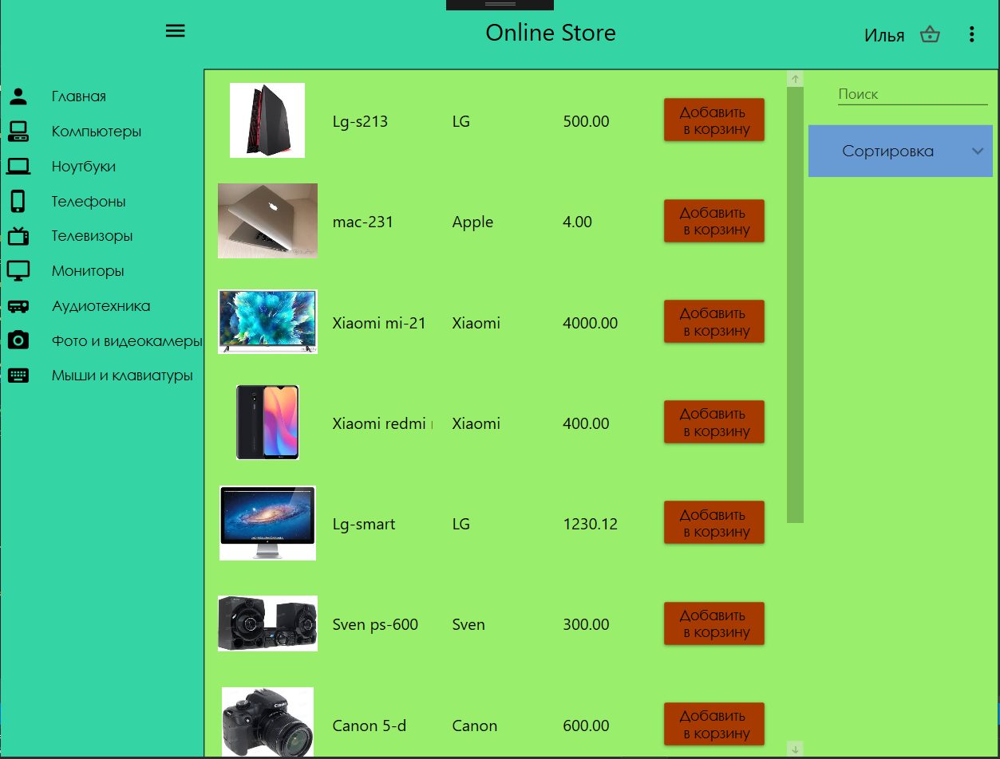 Online Store
Илья
Главная
Компьютеры
Ноутбуки
Телефоны
Телевизоры
Мониторы
Аудиотехника
Фото и видеокамеры
Мыши и клавиатуры
Lg-s213 LG 500.00 Добавить
в корзину
mac-231 Apple 4.00 Добавить
в корзину
Xiaomi mi-21 Xiaomi 4000.00 Добавить
в корзину
Xiaomi redmi Xiaomi 400.00 Добавить
в корзину
Lg-smart LG 1230.12 Добавить
в корзину
Sven ps-600 Sven 300.00 Добавить
в корзину
Canon
Canon 5-d Canon 600.00 Добавить
в корзину
Поиск
Сортировка